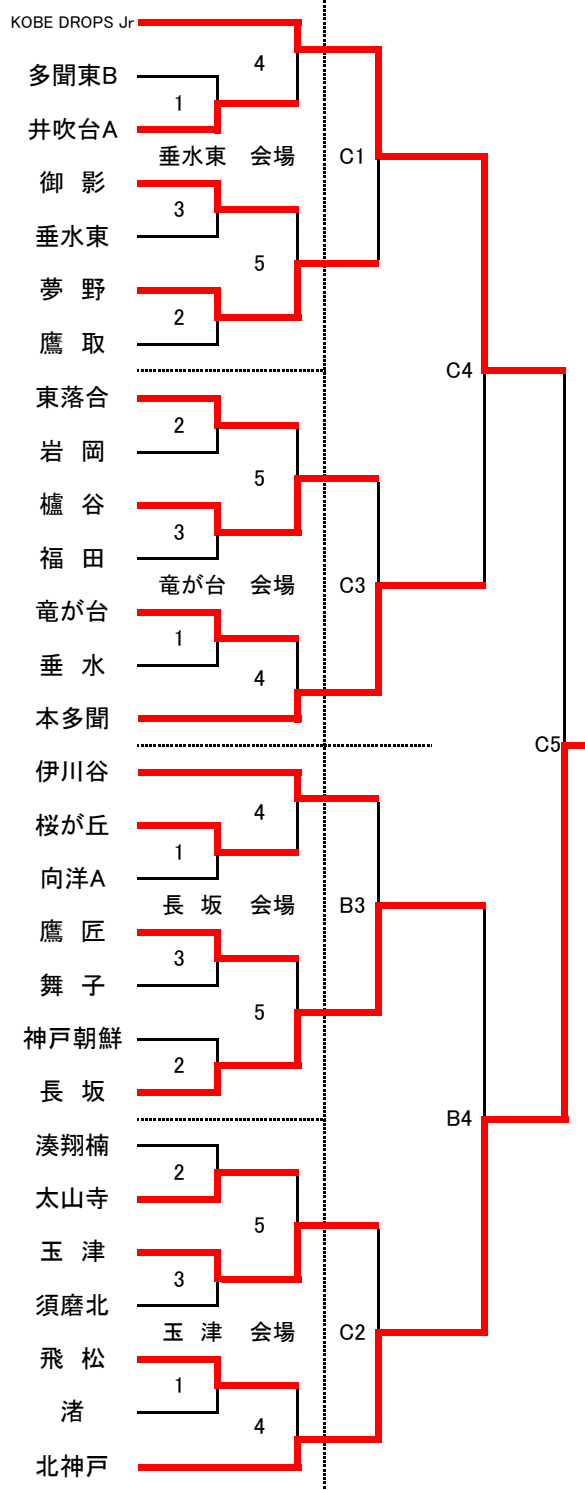 KOBE DROPS Jr
4
多聞東B
1
井吹台A
垂水東 会場 C1
御 影
3
垂水東
5
夢 野
2
鷹 取
C4
東落合
2
岩 岡
5
櫨 谷
3
福 田
竜が台 会場 C3
竜が台
1
垂 水
4
本多聞
C5
伊川谷
4
桜が丘
1
向洋A
長 坂 会場 B3
鷹 匠
3
舞 子
5
神戸朝鮮
2
長 坂
B4
湊翔楠
2
太山寺
5
玉 津
3
須磨北
玉 津 会場 C2
飛 松
1
渚
4
北神戸